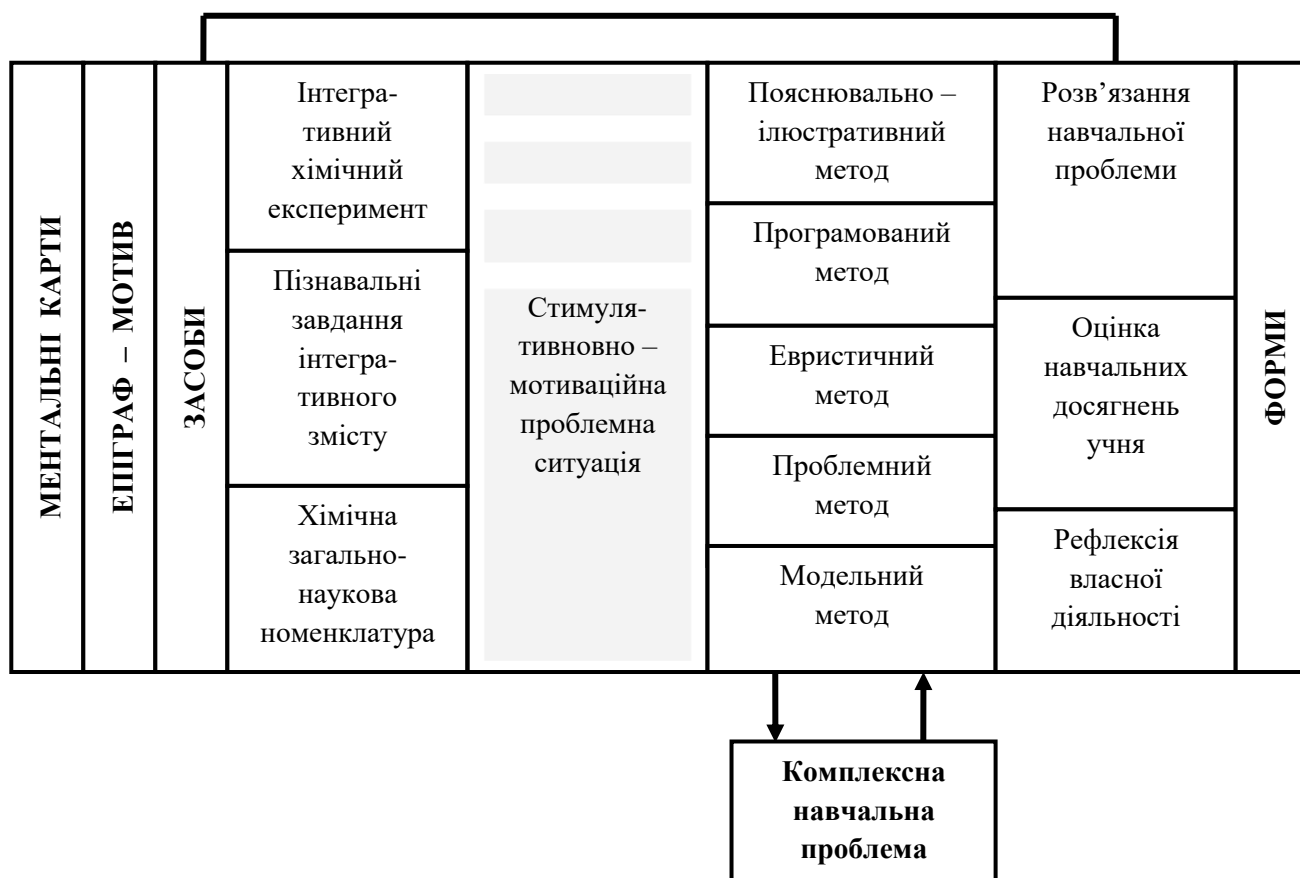 МЕНТАЛЬНІ КАРТИ
ЕПІГРАФ – МОТИВ
ЗАСОБИ
Інтегра-
тивний
хімічний
експеримент
Пізнавальні
завдання
інтегра-
тивного
змісту
Хімічна
загально-
наукова
номенклатура
Стимуля-
тивновно –
мотиваційна
проблемна
ситуація
Пояснювально –
ілюстративний
метод
Програмований
метод
Евристичний
метод
Проблемний
метод
Модельний
метод
Розв’язання
навчальної
проблеми
Оцінка
навчальних
досягнень
учня
Рефлексія
власної
діяльності
ФОРМИ
Комплексна
навчальна
проблема